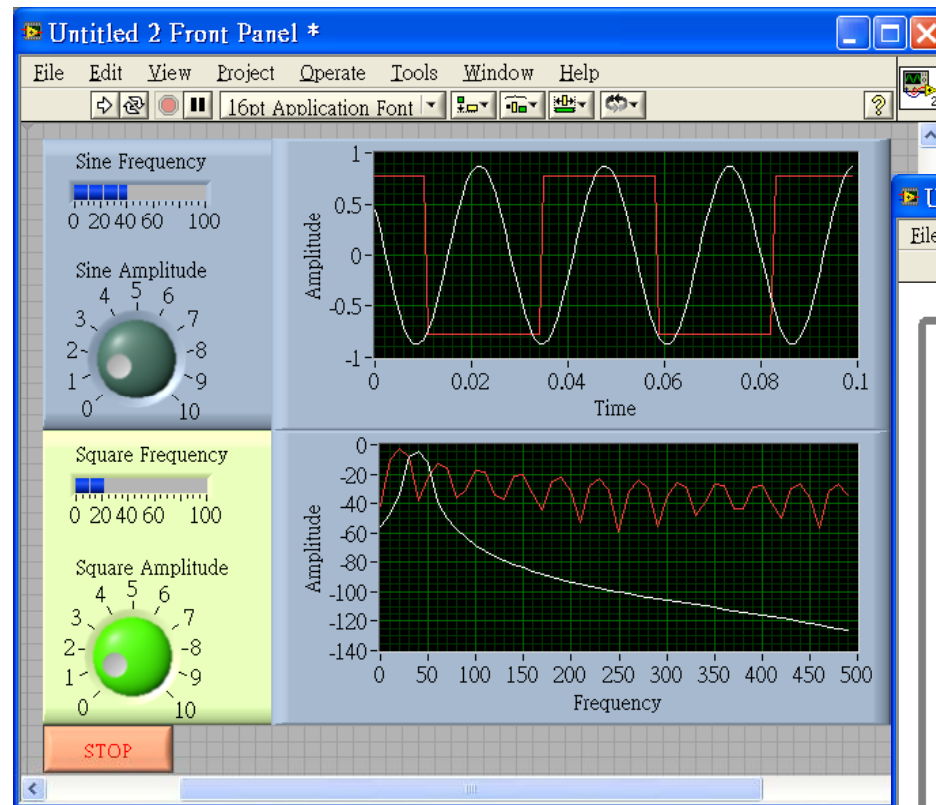 Untitled 2 Front Panel *
File Edit View Project Operate Tools Window Help
16pt Application Font
2
Sine Frequency
0 20 40 60 100
Sine Amplitude
0 1 2 3 4 5 6 7 8 9 10
Amplitude
1
0.5
0
-0.5
-1
0 0.02 0.04 0.06 0.08 0.1
Time
Square Frequency
0 20 40 60 100
Square Amplitude
0 1 2 3 4 5 6 7 8 9 10
Amplitude
0
-20
-40
-60
-80
-100
-120
-140
0 50 100 150 200 250 300 350 400 450 500
Frequency
STOP
File